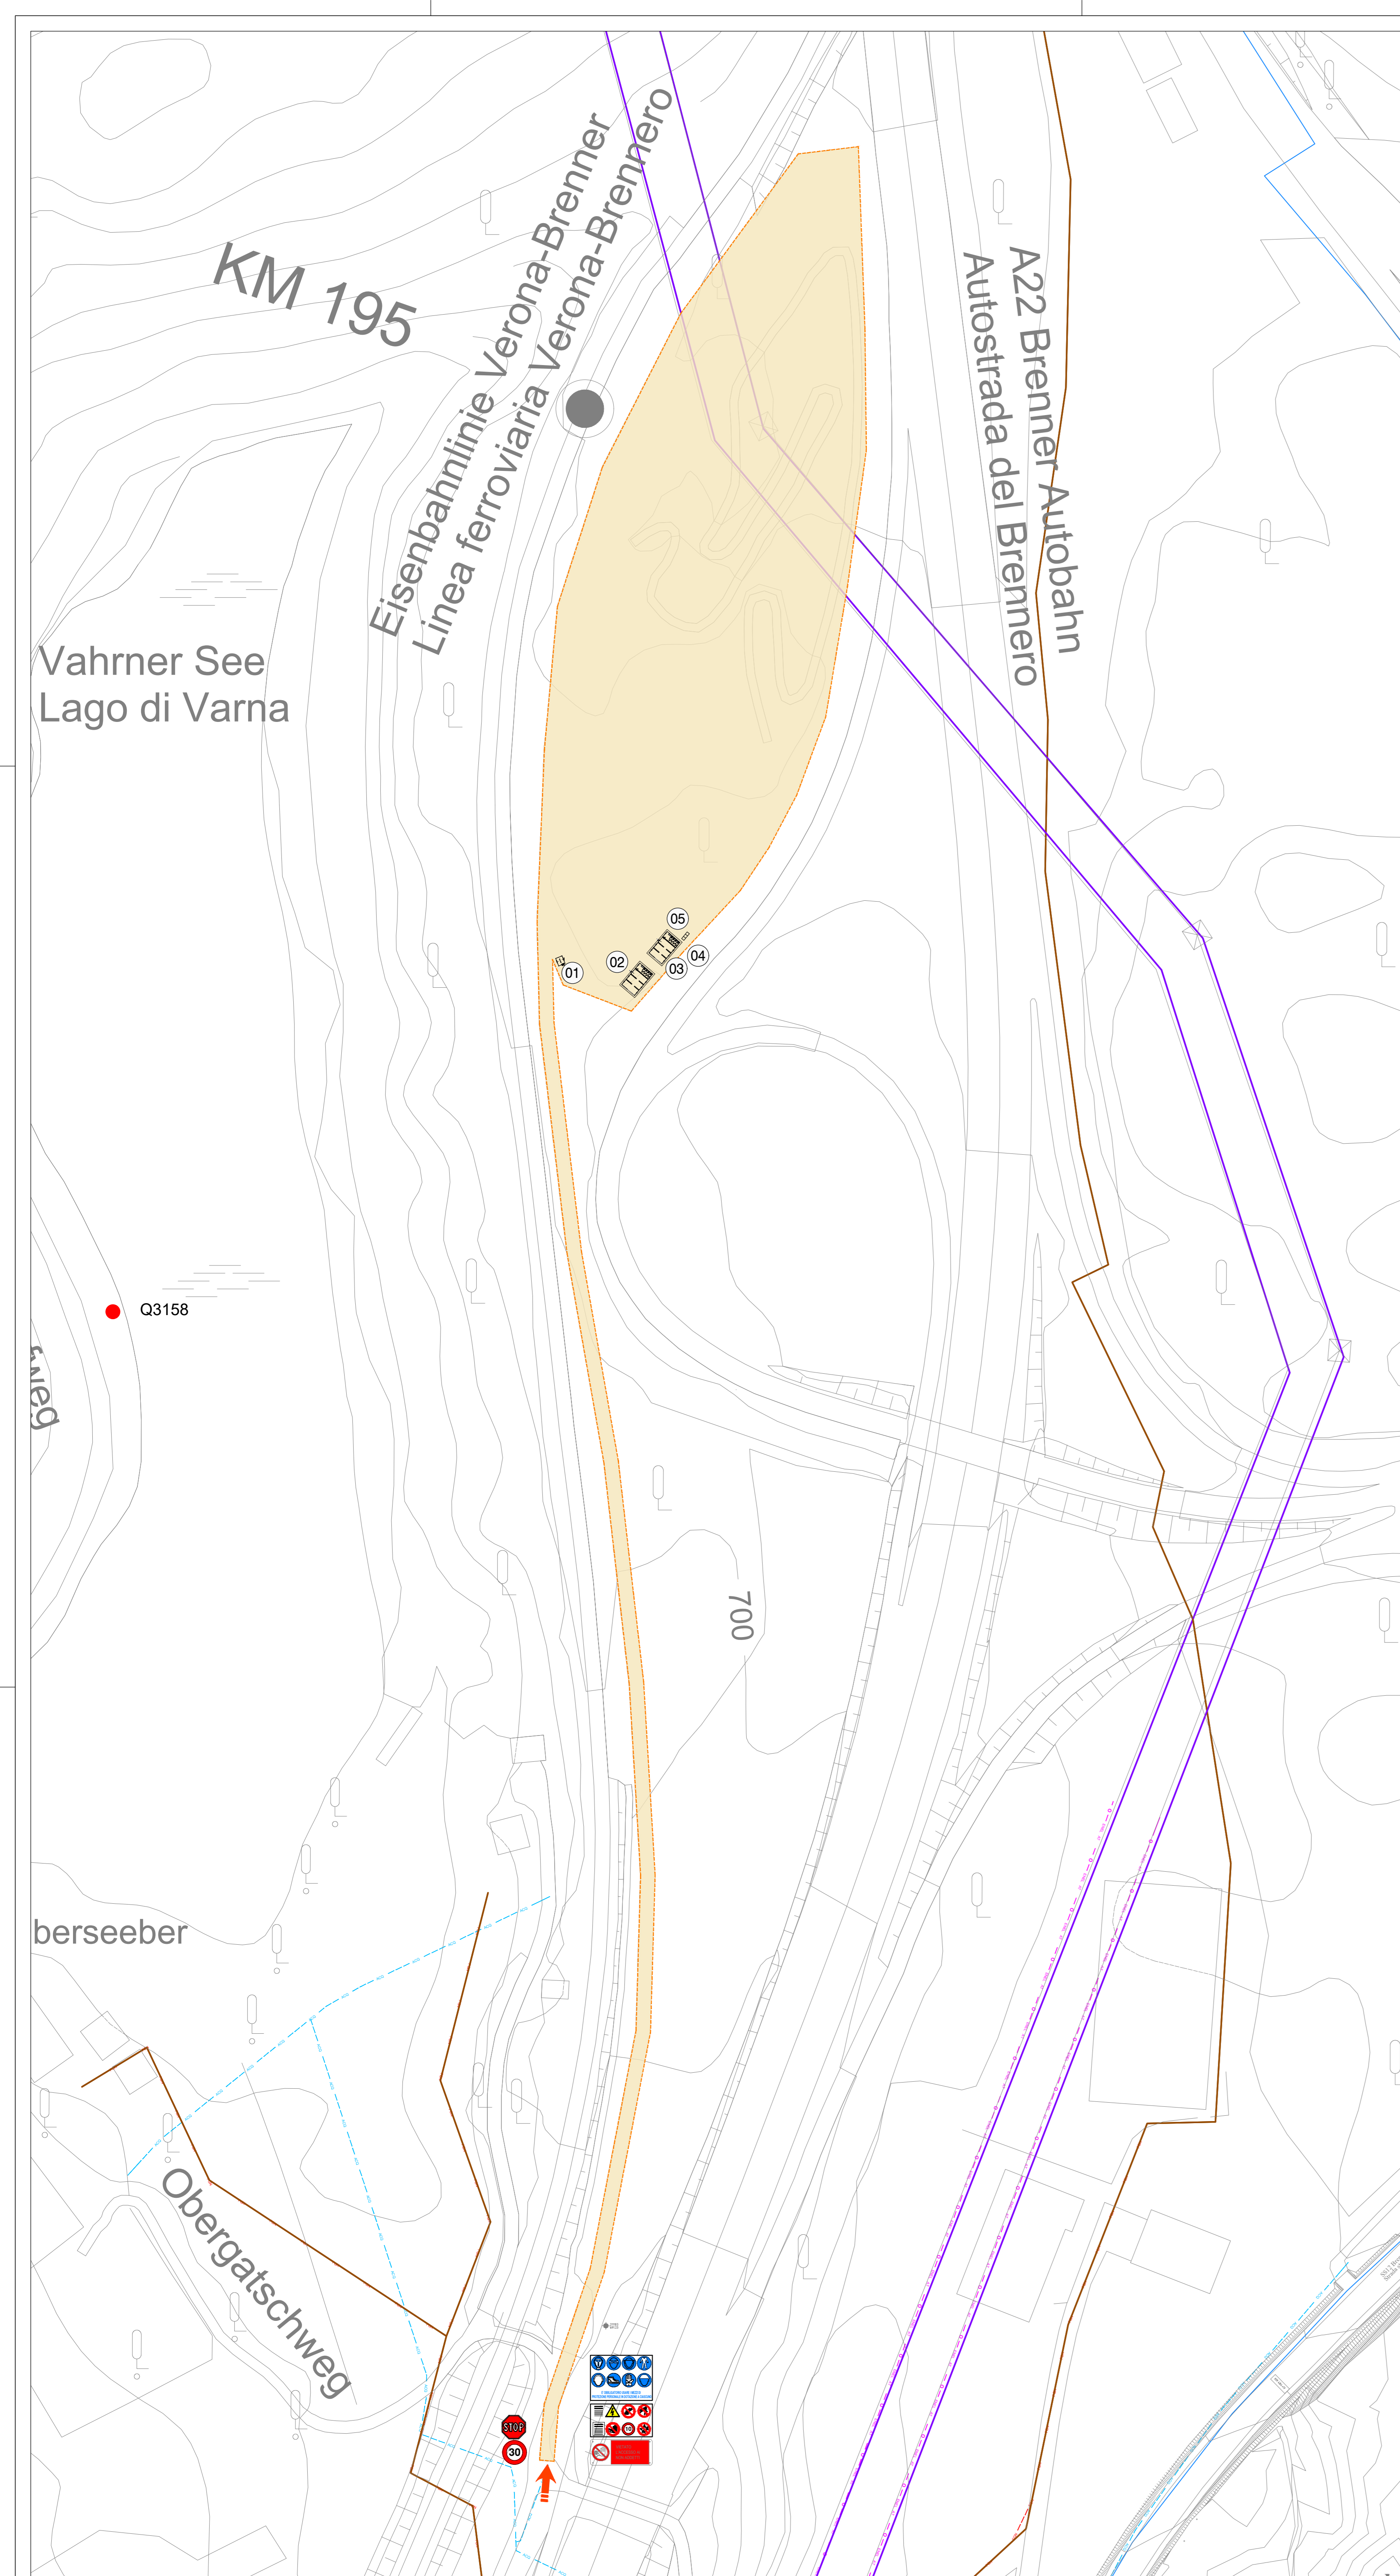 KM 195
Eisenbahnlinie Verona-Brenner
Linea ferroviaria Verona-Brennero
A22 Brenner Autobahn
Autostrada del Brennero
Vahrner See
Lago di Varna
05
02
04
01
03
Q3158
fweg
700
berseeber
Obergatschweg
STOP
30